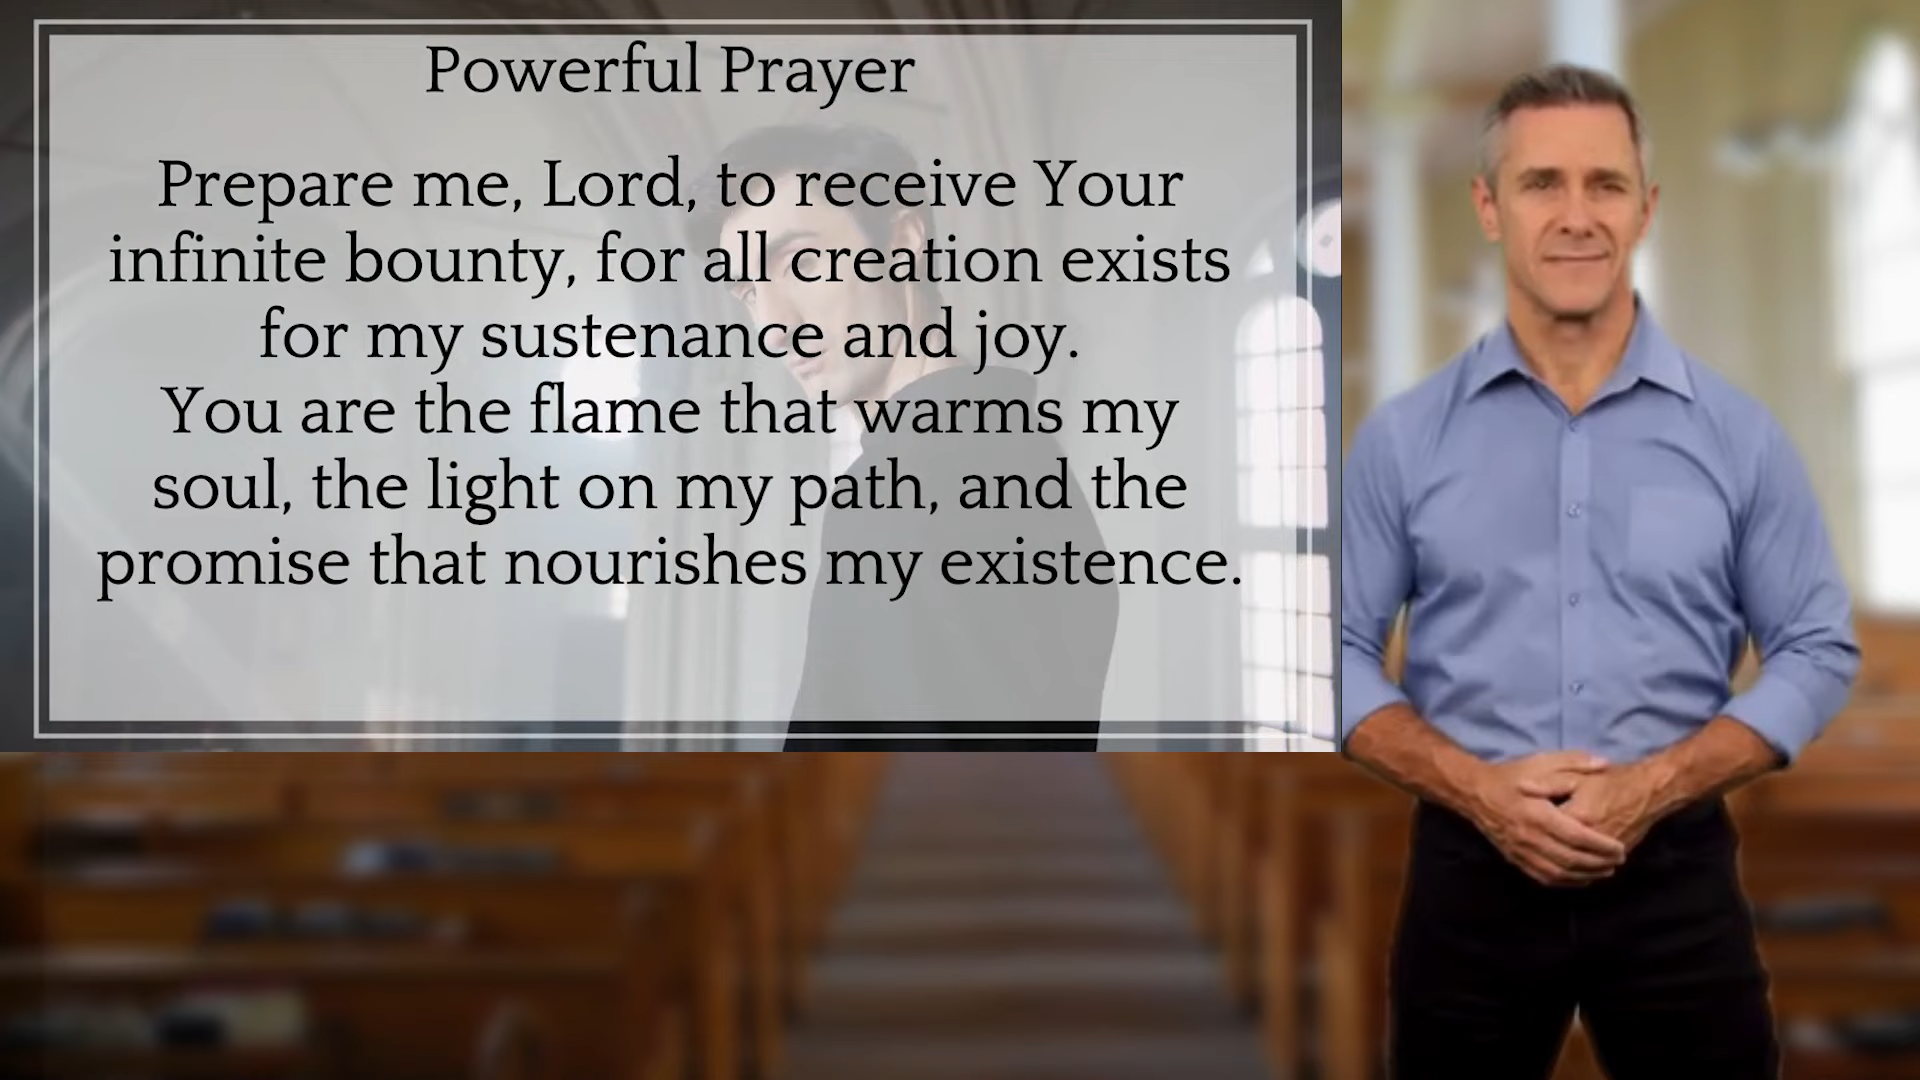 Powerful Prayer
Prepare me, Lord, to receive Your
infinite bounty, for all creation exists
for my sustenance and joy.
You are the flame that warms my
soul, the light on my path, and the
promise that nourishes my existence.